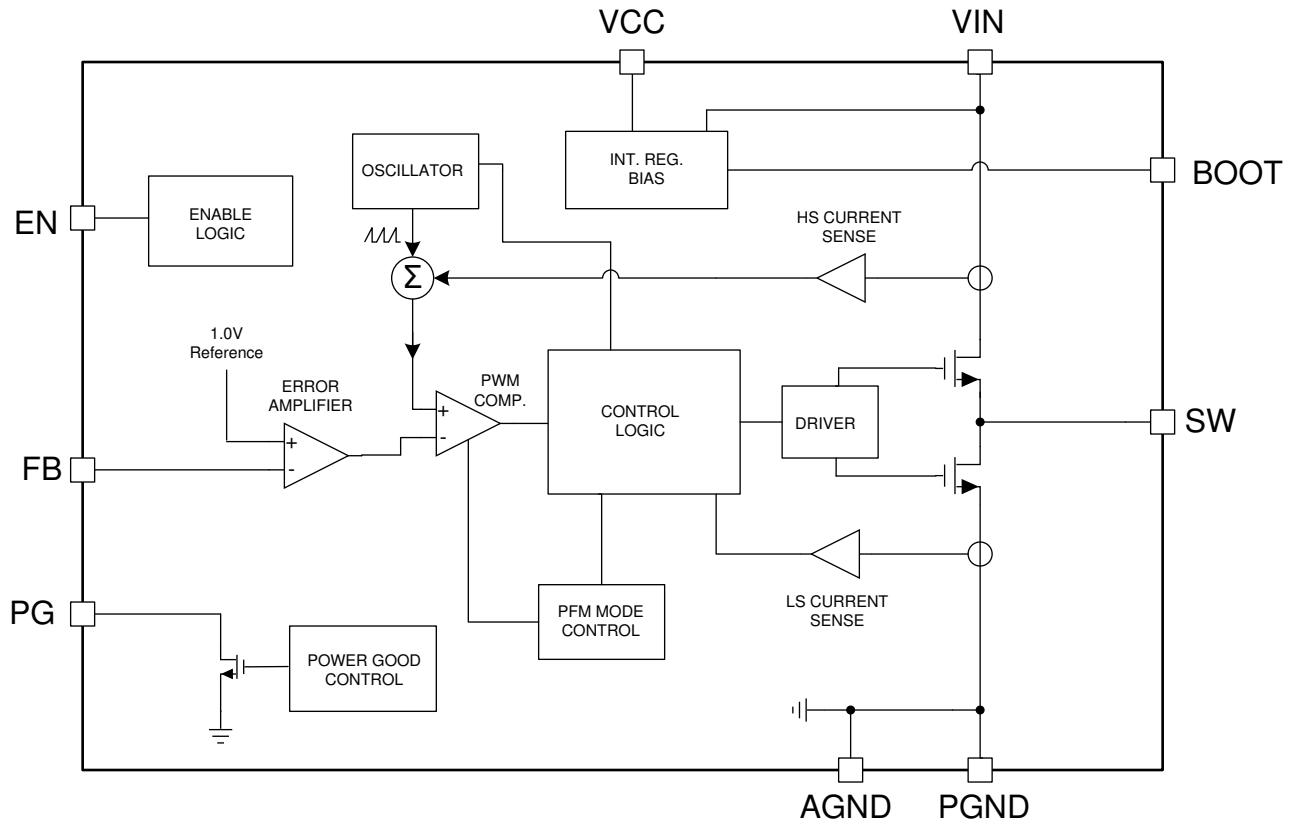 VCC
VIN
OSCILLATOR
INT. REG.
BIAS
BOOT
EN
ENABLE
LOGIC
HS CURRENT
SENSE
Σ
1.0V
Reference
ERROR
AMPLIFIER
PWM
COMP.
+
-
+
-
CONTROL
LOGIC
DRIVER
SW
FB
PG
PFM MODE
CONTROL
LS CURRENT
SENSE
POWER GOOD
CONTROL
AGND
PGND